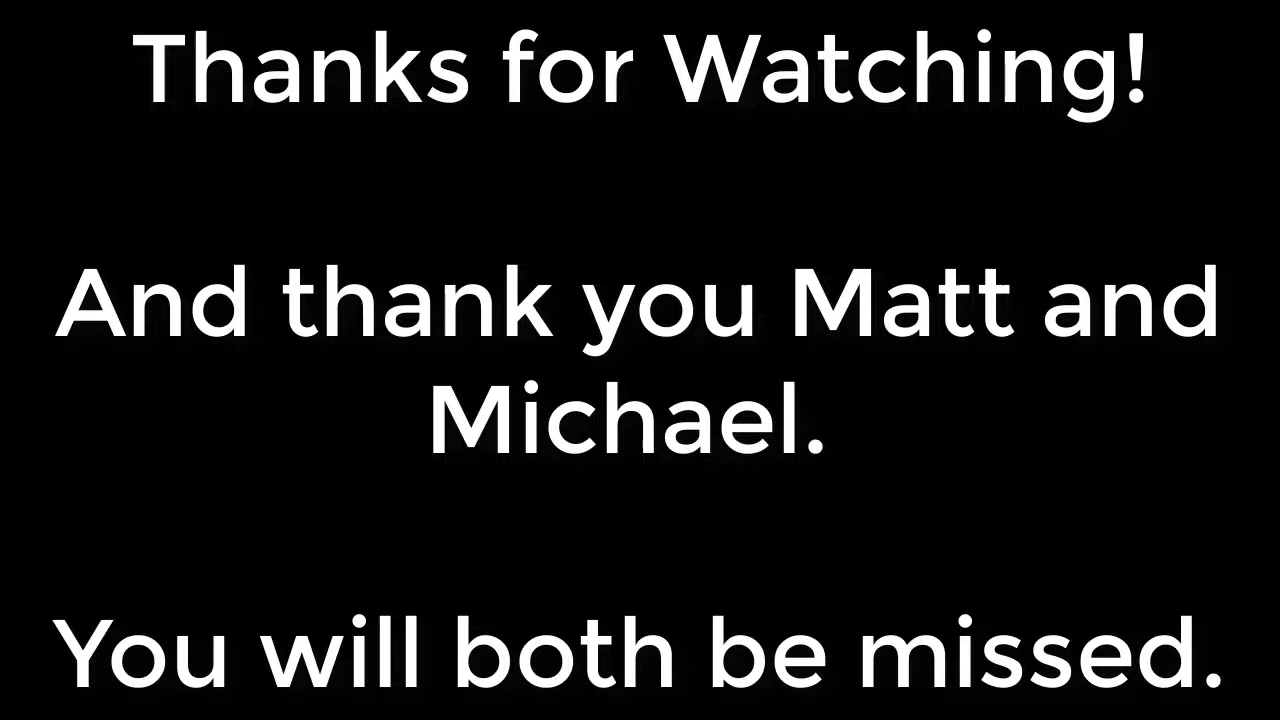 Thanks for Watching!
And thank you Matt and
Michael.
You will both be missed.